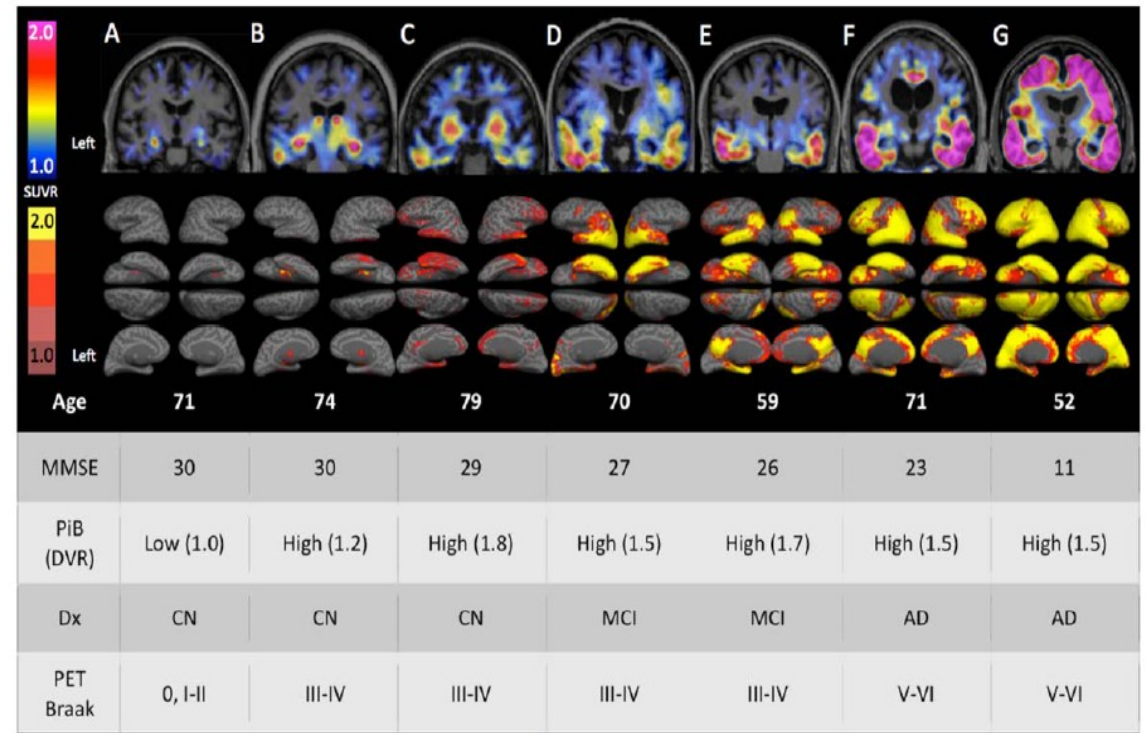 2.0 A B C D E F G
Left
1.0
SUVR
2.0
1.0 Left
Age 71 74 79 70 59 71 52
MMSE 30 30 29 27 26 23 11
PiB
(DVR) Low (1.0) High (1.2) High (1.8) High (1.5) High (1.7) High (1.5) High (1.5)
Dx CN CN CN MCI MCI AD AD
PET
Braak 0, I-II III-IV III-IV III-IV III-IV V-VI V-VI